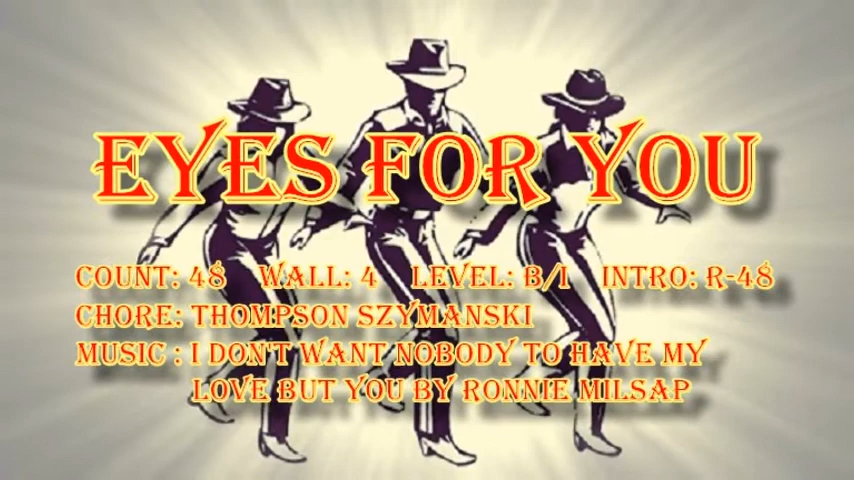 EYES FOR YOU
COUNT: 48 WALL: 4 LEVEL: B/I INTRO: R-48
CHORE: THOMPSON SZYMANSKI
MUSIC : I DON'T WANT NOBODY TO HAVE MY
LOVE BUT YOU BY RONNIE MILSAP